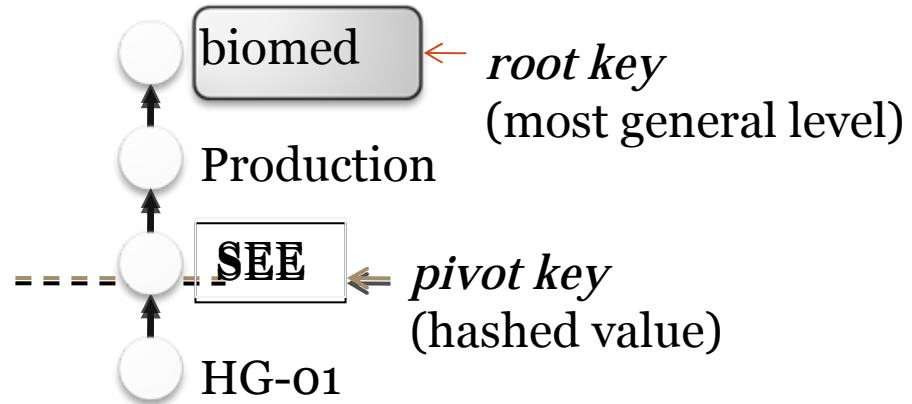 biomed
root key
(most general level)
Production
SEE
pivot key
(hashed value)
HG-01